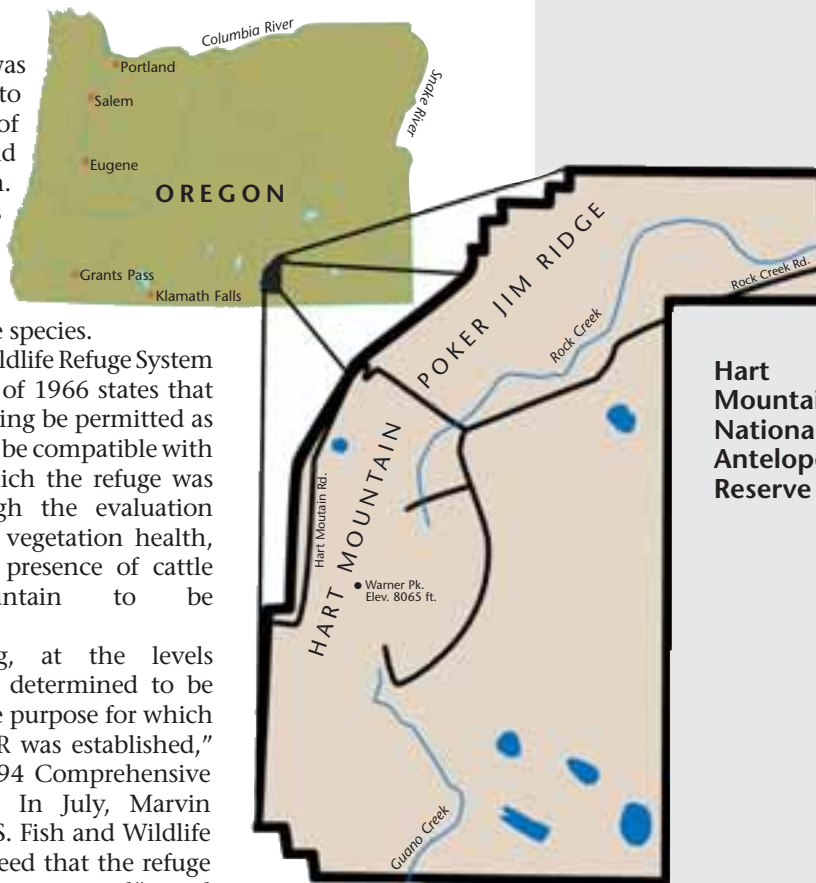 was
to
of
species.
Wildlife Refuge System
of 1966 states that
ing be permitted as
be compatible with
ich the refuge was
gh the evaluation
vegetation health,
presence of cattle
untain to be
g, at the levels
determined to be
e purpose for which
R was established,"
94 Comprehensive
In July, Marvin
S. Fish and Wildlife
eed that the refuge
Columbia River
Snake River
Portland
Salem
Eugene
OREGON
Grants Pass
Klamath Falls
POKER JIM RIDGE
Rock Creek
Rock Creek Rd.
HART MOUNTAIN
Hart Moutain Rd.
Warner Pk.
Elev. 8065 ft.
Guano Creek
Hart
Mountai
Nationa
Antelop
Reserve